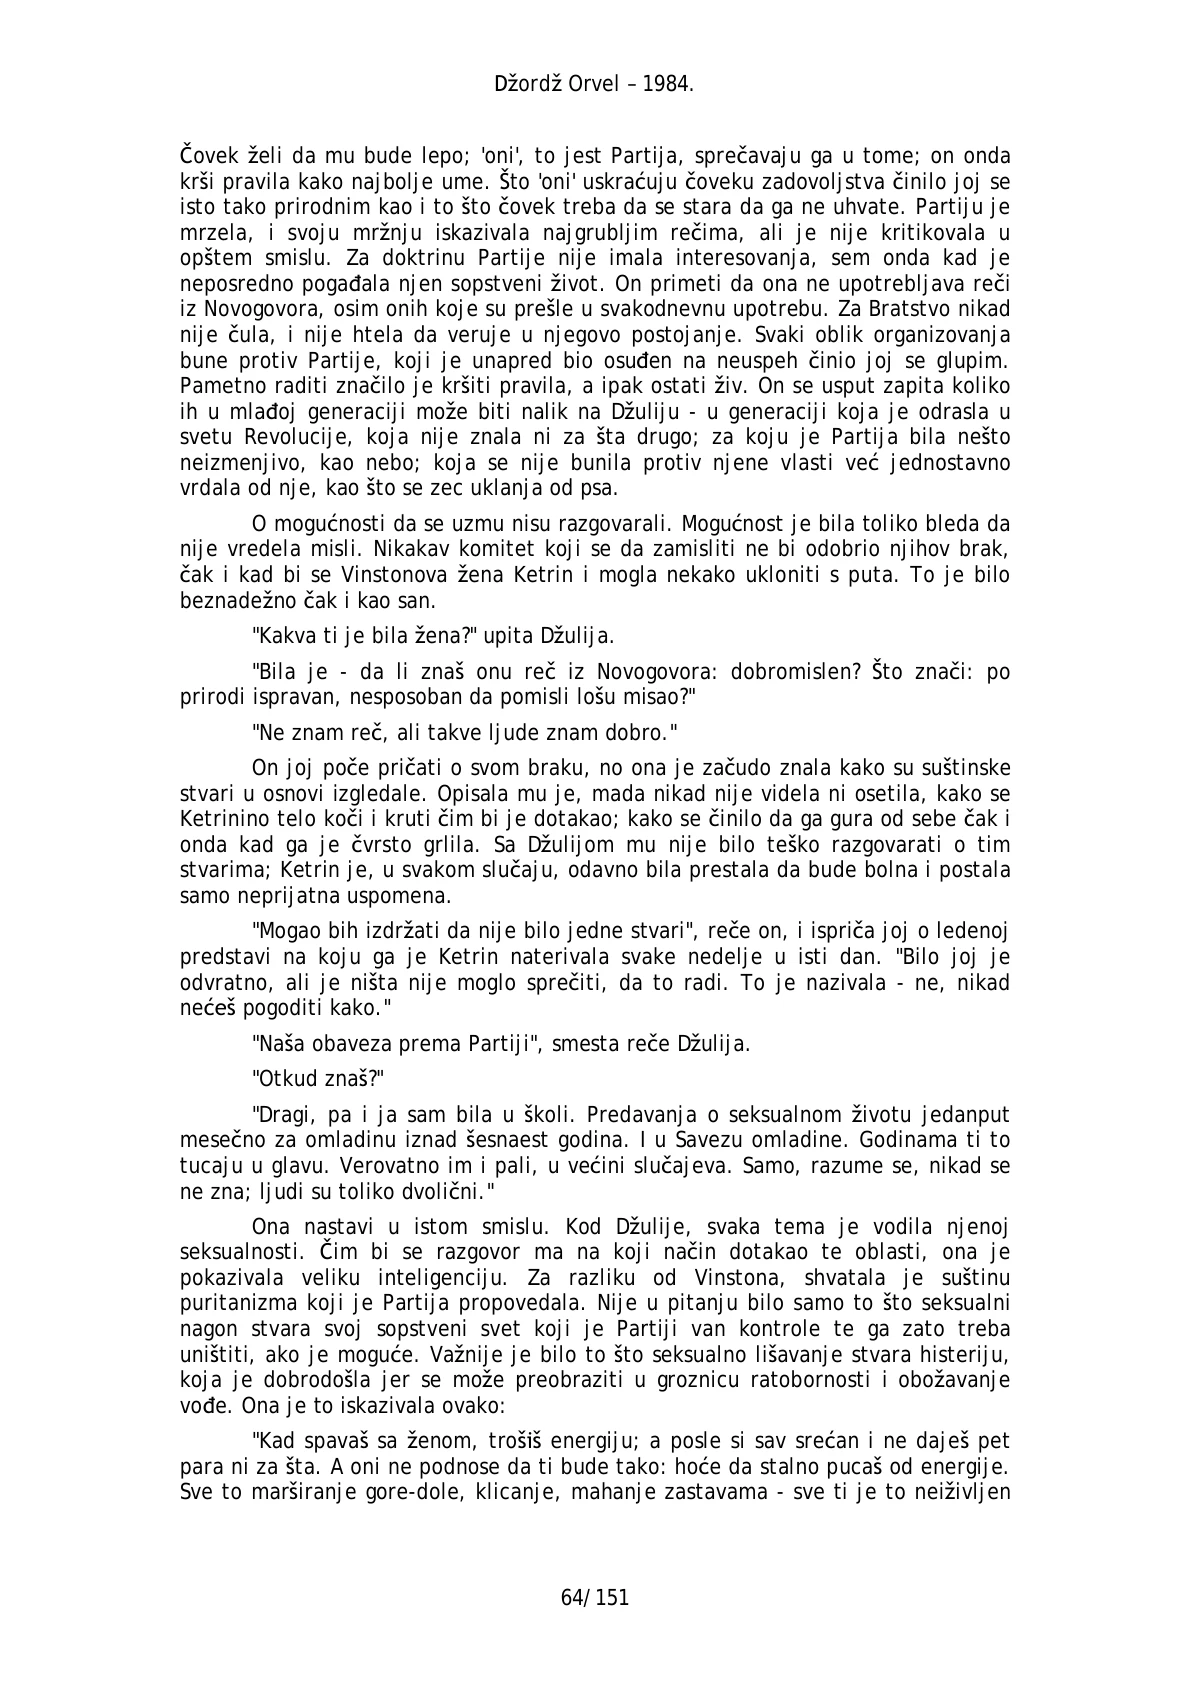 Džordž Orvel – 1984.
Čovek želi da mu bude lepo; 'oni', to jest Partija, sprečavaju ga u tome; on onda
krši pravila kako najbolje ume. Što 'oni' uskraćuju čoveku zadovoljstva činilo joj se
isto tako prirodnim kao i to što čovek treba da se stara da ga ne uhvate. Partiju je
mrzela, i svoju mržnju iskazivala najgrubljim rečima, ali je nije kritikovala u
opštem smislu. Za doktrinu Partije nije imala interesovanja, sem onda kad je
neposredno pogađala njen sopstveni život. On primeti da ona ne upotrebljava reči
iz Novogovora, osim onih koje su prešle u svakodnevnu upotrebu. Za Bratstvo nikad
nije čula, i nije htela da veruje u njegovo postojanje. Svaki oblik organizovanja
bune protiv Partije, koji je unapred bio osuđen na neuspeh činio joj se glupim.
Pametno raditi značilo je kršiti pravila, a ipak ostati živ. On se usput zapita koliko
ih u mlađoj generaciji može biti nalik na Džuliju - u generaciji koja je odrasla u
svetu Revolucije, koja nije znala ni za šta drugo; za koju je Partija bila nešto
neizmenjivo, kao nebo; koja se nije bunila protiv njene vlasti već jednostavno
vrdala od nje, kao što se zec uklanja od psa.
O mogućnosti da se uzmu nisu razgovarali. Mogućnost je bila toliko bleda da
nije vredela misli. Nikakav komitet koji se da zamisliti ne bi odobrio njihov brak,
čak i kad bi se Vinstonova žena Ketrin i mogla nekako ukloniti s puta. To je bilo
beznadežno čak i kao san.
"Kakva ti je bila žena?" upita Džulija.
"Bila je - da li znaš onu reč iz Novogovora: dobromislen? Što znači: po
prirodi ispravan, nesposoban da pomisli lošu misao?"
"Ne znam reč, ali takve ljude znam dobro."
On joj poče pričati o svom braku, no ona je začudo znala kako su suštinske
stvari u osnovi izgledale. Opisala mu je, mada nikad nije videla ni osetila, kako se
Ketrinino telo koči i kruti čim bi je dotakao; kako se činilo da ga gura od sebe čak i
onda kad ga je čvrsto grlila. Sa Džulijom mu nije bilo teško razgovarati o tim
stvarima; Ketrin je, u svakom slučaju, odavno bila prestala da bude bolna i postala
samo neprijatna uspomena.
"Mogao bih izdržati da nije bilo jedne stvari", reče on, i ispriča joj o ledenoj
predstavi na koju ga je Ketrin naterivala svake nedelje u isti dan. "Bilo joj je
odvratno, ali je ništa nije moglo sprečiti, da to radi. To je nazivala - ne, nikad
nećeš pogoditi kako."
"Naša obaveza prema Partiji", smesta reče Džulija.
"Otkud znaš?"
"Dragi, pa i ja sam bila u školi. Predavanja o seksualnom životu jedanput
mesečno za omladinu iznad šesnaest godina. I u Savezu omladine. Godinama ti to
tucaju u glavu. Verovatno im i pali, u većini slučajeva. Samo, razume se, nikad se
ne zna; ljudi su toliko dvolični."
Ona nastavi u istom smislu. Kod Džulije, svaka tema je vodila njenoj
seksualnosti. Čim bi se razgovor ma na koji način dotakao te oblasti, ona je
pokazivala veliku inteligenciju. Za razliku od Vinstona, shvatala je suštinu
puritanizma koji je Partija propovedala. Nije u pitanju bilo samo to što seksualni
nagon stvara svoj sopstveni svet koji je Partiji van kontrole te ga zato treba
uništiti, ako je moguće. Važnije je bilo to što seksualno lišavanje stvara histeriju,
koja je dobrodošla jer se može preobraziti u groznicu ratobornosti i obožavanje
vođe. Ona je to iskazivala ovako:
"Kad spavaš sa ženom, trošiš energiju; a posle si sav srećan i ne daješ pet
para ni za šta. A oni ne podnose da ti bude tako: hoće da stalno pucaš od energije.
Sve to marširanje gore-dole, klicanje, mahanje zastavama - sve ti je to neiživljen
64/151